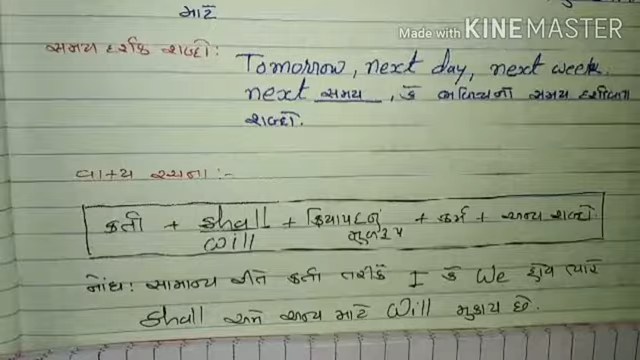 Made with KINEMASTER
માટે
સમય દર્શક શબ્દો:
Tomorrow, next day, next week.
next સમય, કે ભવિષ્યનો સમય દર્શાવતા
શબ્દો.
વાક્ય રચના :-
કર્તા + shall / will + ક્રિયાપદનું મૂળરૂપ + કર્મ + અન્ય શબ્દો.
નોંધ: સામાન્ય રીતે કર્તા તરીકે I કે We હોય ત્યારે
Shall અને અન્ય માટે Will મુકાય છે.